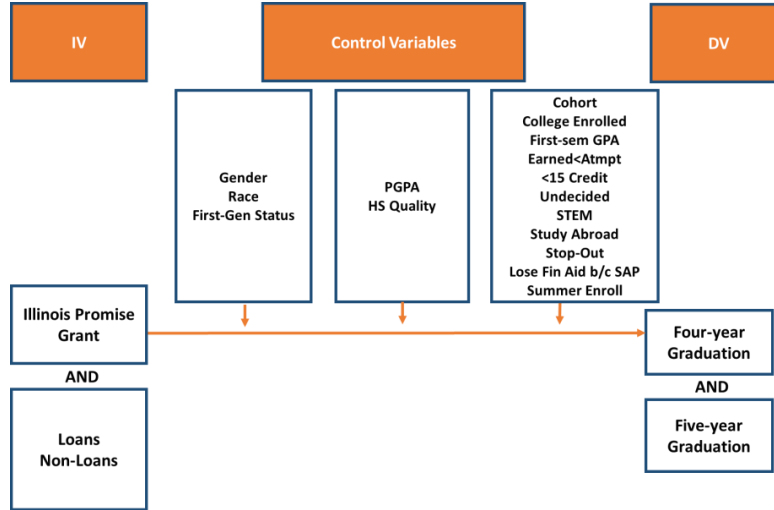 IV
Control Variables
DV
Gender
Race
First-Gen Status
PGPA
HS Quality
Cohort
College Enrolled
First-sem GPA
Earned<Atmpt
<15 Credit
Undecided
STEM
Study Abroad
Stop-Out
Lose Fin Aid b/c SAP
Summer Enroll
Illinois Promise
Grant
AND
Loans
Non-Loans
Four-year
Graduation
AND
Five-year
Graduation